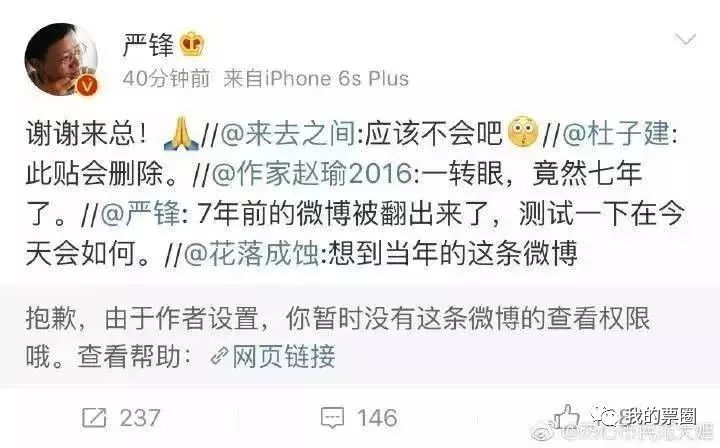 严锋
40分钟前 来自iPhone 6s Plus
谢谢来总！🙏//@来去之间:应该不会吧😗//@杜子建:
此贴会删除。//@作家赵瑜2016:一转眼，竟然七年
了。//@严锋: 7年前的微博被翻出来了，测试一下在今
天会如何。//@花落成蚀:想到当年的这条微博
抱歉，由于作者设置，你暂时没有这条微博的查看权限
哦。查看帮助：网页链接
237 146
我的票圈